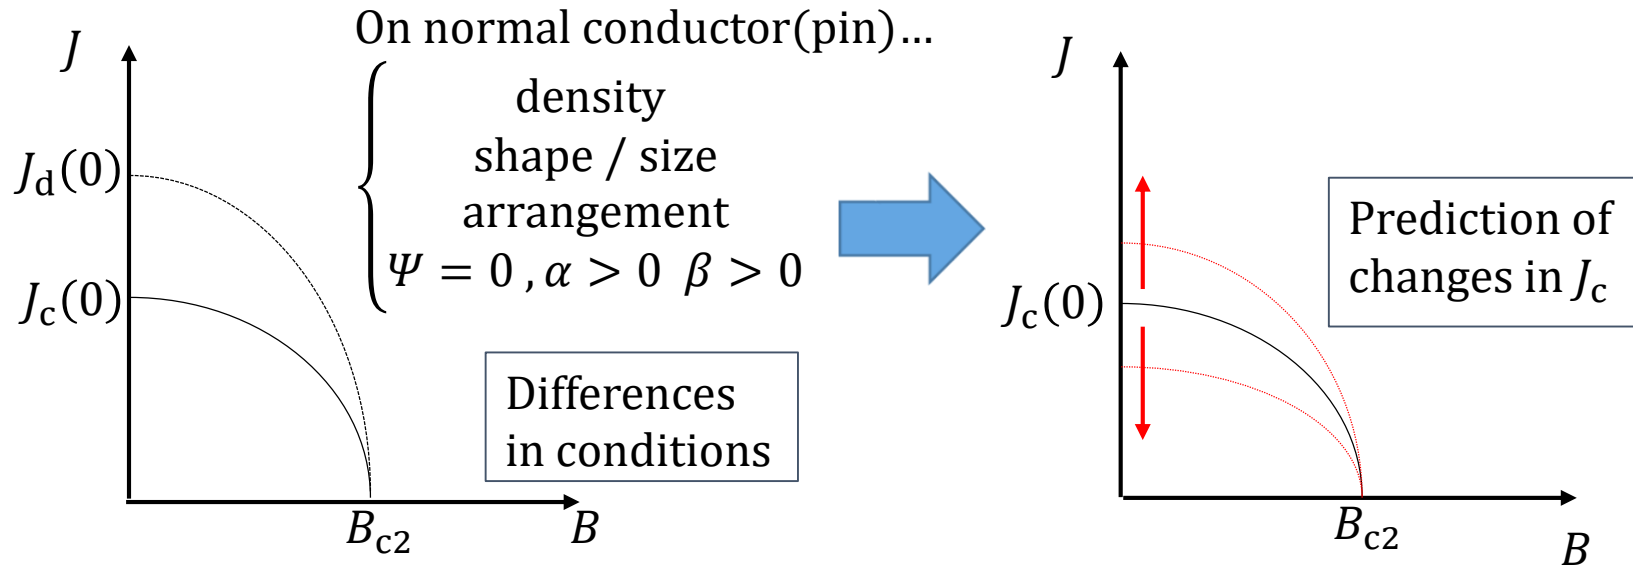 On normal conductor(pin)…
J
J_d(0)
J_c(0)
B_c2
B
density
shape / size
arrangement
Ψ = 0 , α > 0 β > 0
Differences
in conditions
J
J_c(0)
B_c2
B
Prediction of
changes in J_c